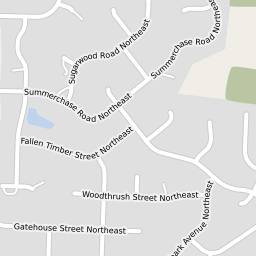 Sugarwood Road Northeast
Summerchase Road Northeast
Summerchase Road Northeast
Fallen Timber Street Northeast
Woodthrush Street Northeast
Gatehouse Street Northeast
park Avenue Northeast